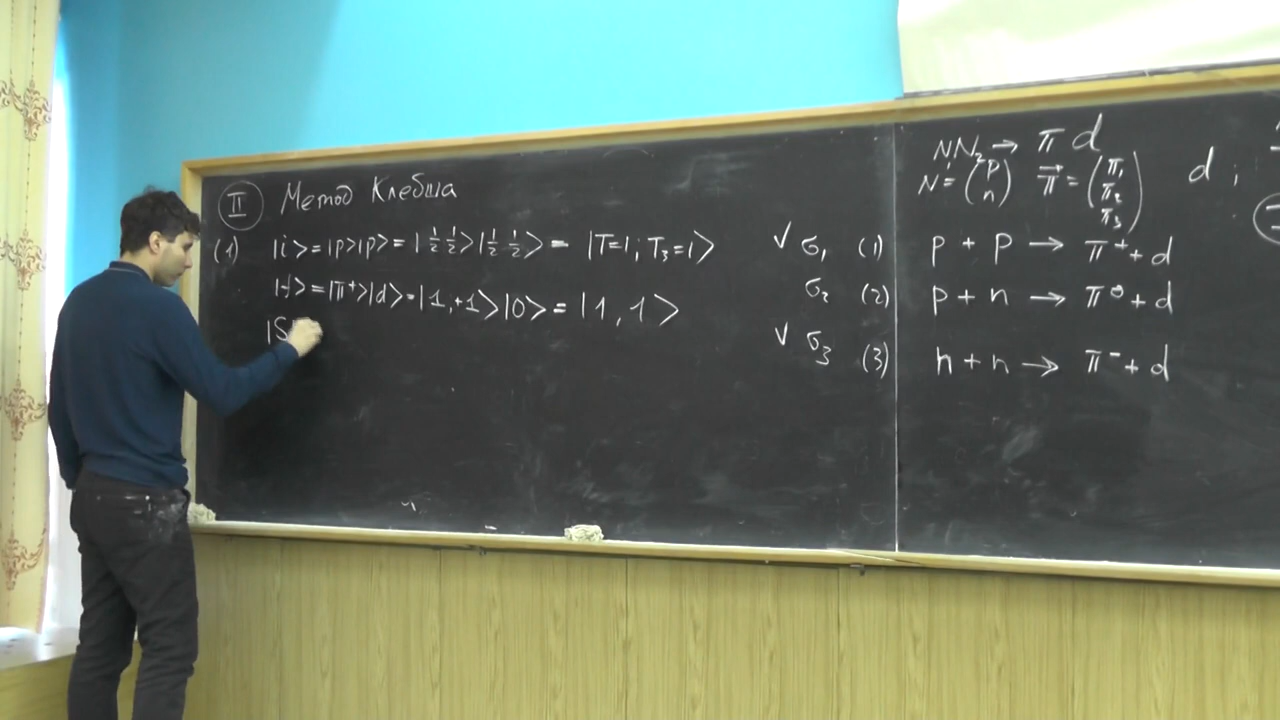 II Метод Клебша
(1) |i> = |p>|p> = |½ ½>|½ ½> = |T=1; T₃=1>
|f> = |π⁺>|d> = |1, +1>|0> = |1, 1>
|S
√ σ₁ (1)
σ₂ (2)
√ σ₃ (3)
N₁N₂ → π d
N = (p n) π⃗ = (π₁ π₂ π₃) d ;
p + p → π⁺ + d
p + n → π⁰ + d
n + n → π⁻ + d